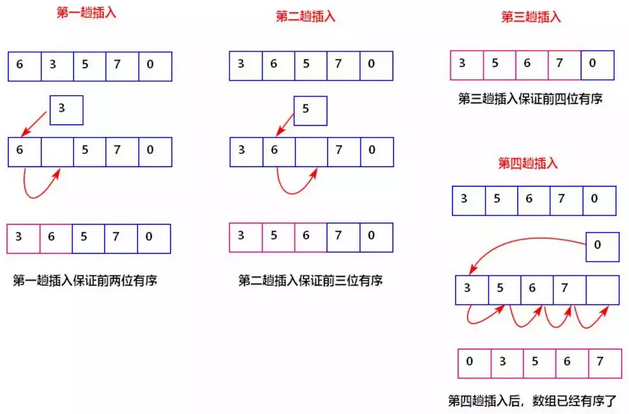 第一趟插入
6 3 5 7 0
3
6 5 7 0
3 6 5 7 0
第一趟插入保证前两位有序
第二趟插入
3 6 5 7 0
5
3 6 7 0
3 5 6 7 0
第二趟插入保证前三位有序
第三趟插入
3 5 6 7 0
第三趟插入保证前四位有序
第四趟插入
3 5 6 7 0
0
3 5 6 7
0 3 5 6 7
第四趟插入后，数组已经有序了